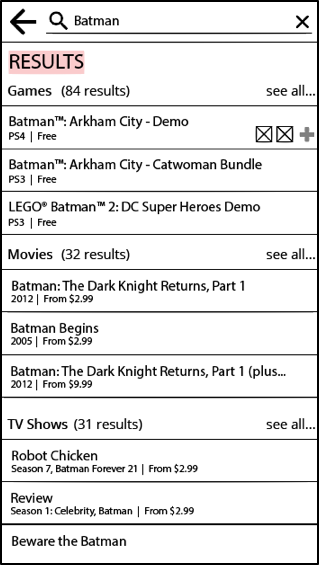 Batman
RESULTS
Games (84 results) see all...
Batman™: Arkham City - Demo
PS4 | Free
Batman™: Arkham City - Catwoman Bundle
PS3 | Free
LEGO® Batman™ 2: DC Super Heroes Demo
PS3 | Free
Movies (32 results) see all...
Batman: The Dark Knight Returns, Part 1
2012 | From $2.99
Batman Begins
2005 | From $2.99
Batman: The Dark Knight Returns, Part 1 (plus...
2012 | From $9.99
TV Shows (31 results) see all...
Robot Chicken
Season 7, Batman Forever 21 | From $2.99
Review
Season 1: Celebrity, Batman | From $2.99
Beware the Batman